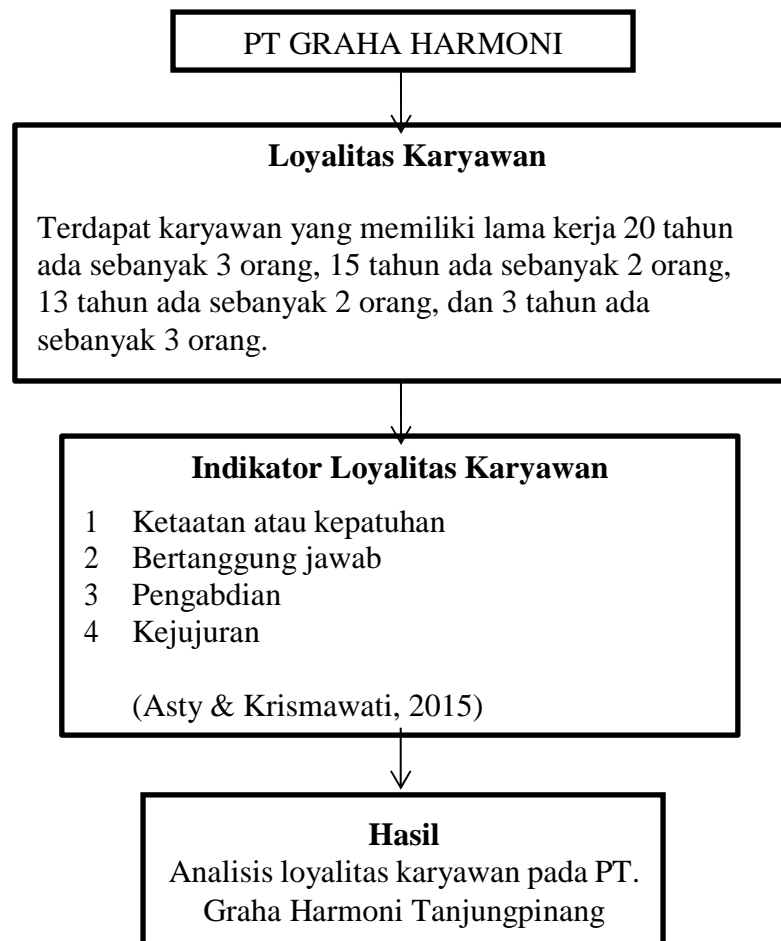 PT GRAHA HARMONI
Loyalitas Karyawan
Terdapat karyawan yang memiliki lama kerja 20 tahun
ada sebanyak 3 orang, 15 tahun ada sebanyak 2 orang,
13 tahun ada sebanyak 2 orang, dan 3 tahun ada
sebanyak 3 orang.
Indikator Loyalitas Karyawan
1 Ketaatan atau kepatuhan
2 Bertanggung jawab
3 Pengabdian
4 Kejujuran
(Asty & Krismawati, 2015)
Hasil
Analisis loyalitas karyawan pada PT.
Graha Harmoni Tanjungpinang